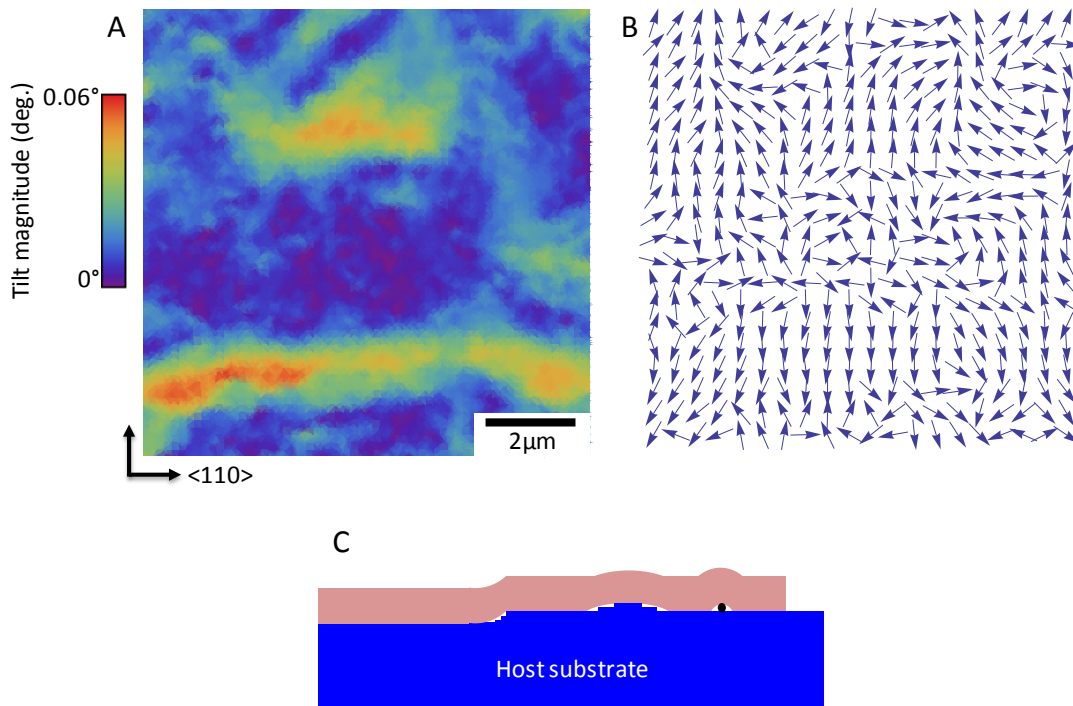 A
B
Tilt magnitude (deg.)
0.06°
0°
2μm
<110>
C
Host substrate